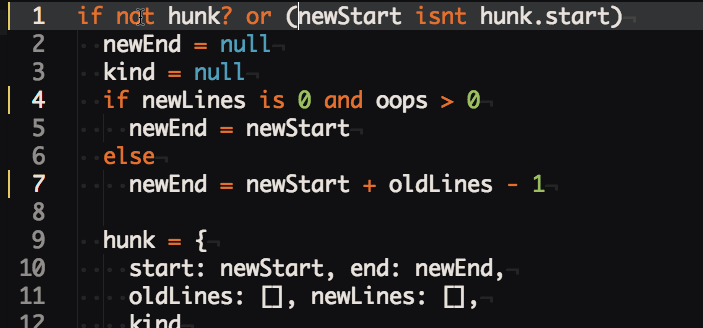 1 if not hunk? or (newStart isnt hunk.start)¬
2 newEnd = null¬
3 kind = null¬
4 if newLines is 0 and oops > 0¬
5 newEnd = newStart¬
6 else¬
7 newEnd = newStart + oldLines - 1¬
8 ¬
9 hunk = {¬
10 start: newStart, end: newEnd,¬
11 oldLines: [], newLines: [],¬
12 kind